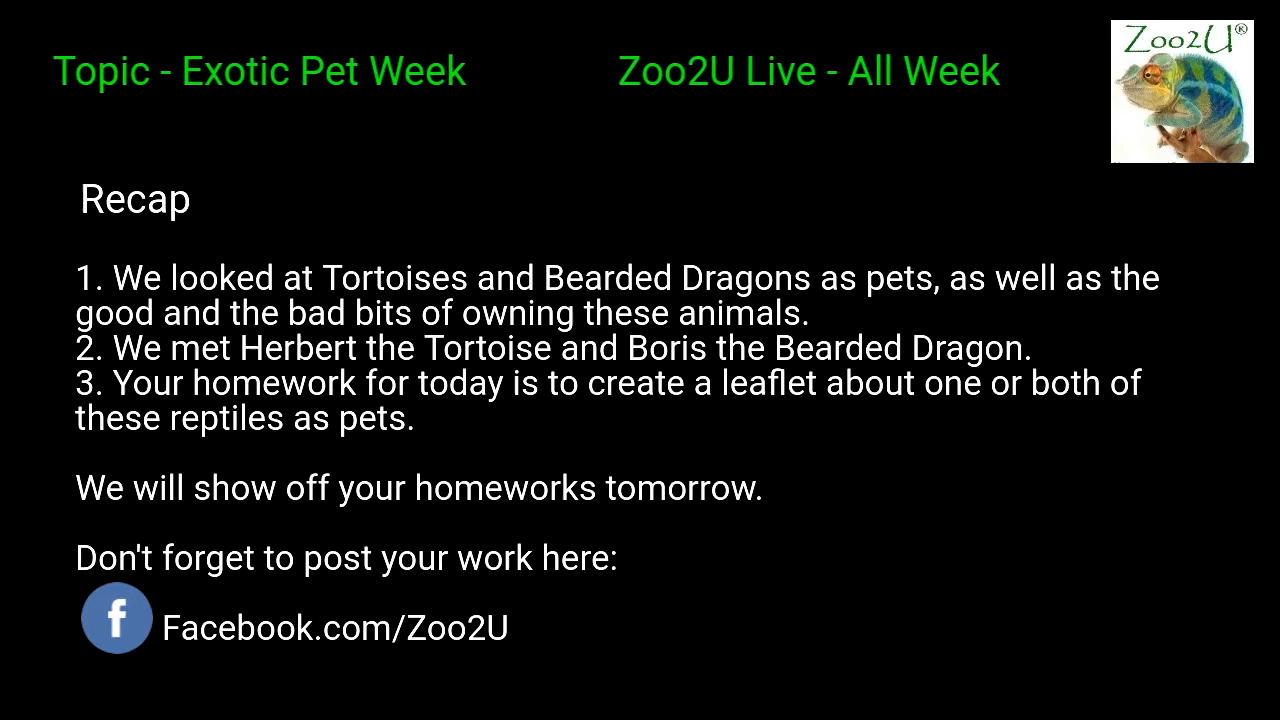 Topic - Exotic Pet Week
Zoo2U Live - All Week
Zoo2U®
Recap
1. We looked at Tortoises and Bearded Dragons as pets, as well as the
good and the bad bits of owning these animals.
2. We met Herbert the Tortoise and Boris the Bearded Dragon.
3. Your homework for today is to create a leaflet about one or both of
these reptiles as pets.
We will show off your homeworks tomorrow.
Don't forget to post your work here:
f Facebook.com/Zoo2U